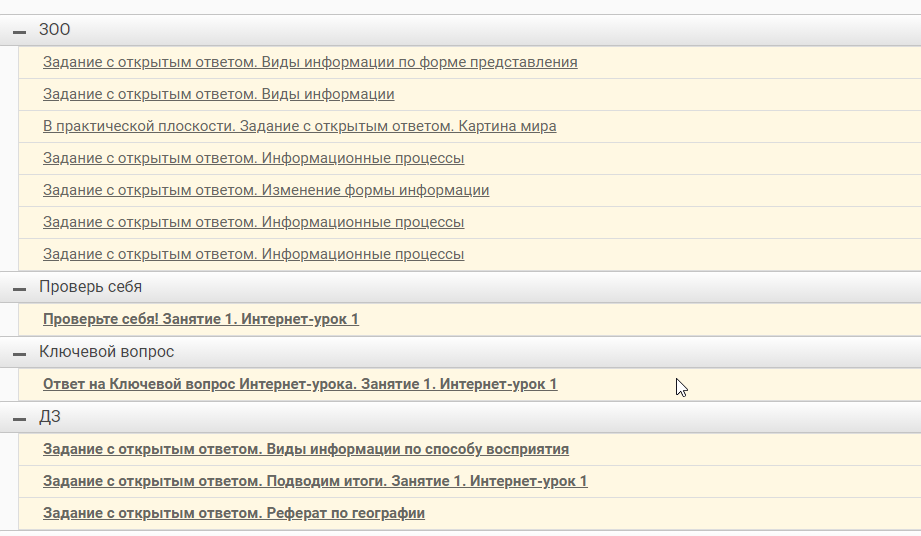 ЗОО
Задание с открытым ответом. Виды информации по форме представления
Задание с открытым ответом. Виды информации
В практической плоскости. Задание с открытым ответом. Картина мира
Задание с открытым ответом. Информационные процессы
Задание с открытым ответом. Изменение формы информации
Задание с открытым ответом. Информационные процессы
Задание с открытым ответом. Информационные процессы
Проверь себя
Проверьте себя! Занятие 1. Интернет-урок 1
Ключевой вопрос
Ответ на Ключевой вопрос Интернет-урока. Занятие 1. Интернет-урок 1
ДЗ
Задание с открытым ответом. Виды информации по способу восприятия
Задание с открытым ответом. Подводим итоги. Занятие 1. Интернет-урок 1
Задание с открытым ответом. Реферат по географии